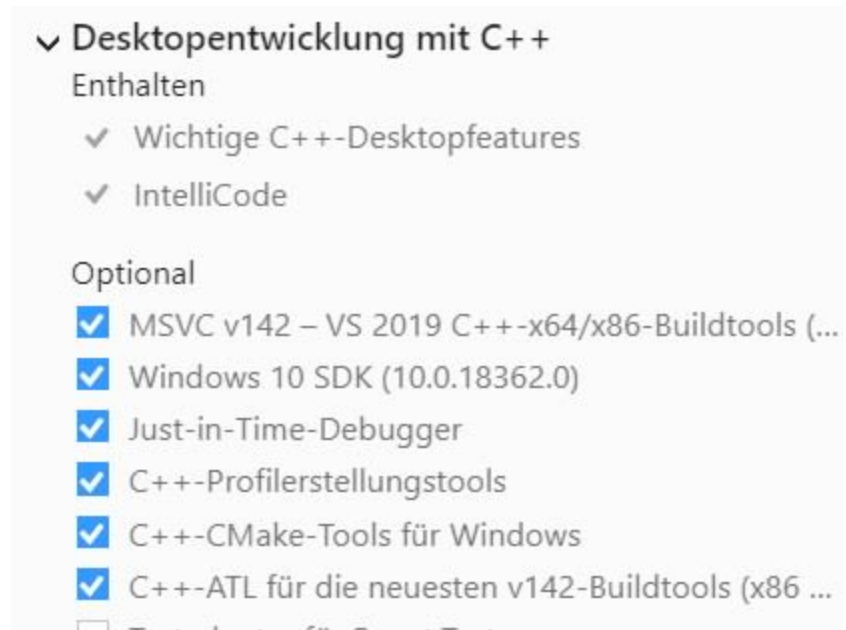 Desktopentwicklung mit C++
Enthalten
Wichtige C++-Desktopfeatures
IntelliCode
Optional
MSVC v142 – VS 2019 C++-x64/x86-Buildtools (...
Windows 10 SDK (10.0.18362.0)
Just-in-Time-Debugger
C++-Profilerstellungstools
C++-CMake-Tools für Windows
C++-ATL für die neuesten v142-Buildtools (x86 ...